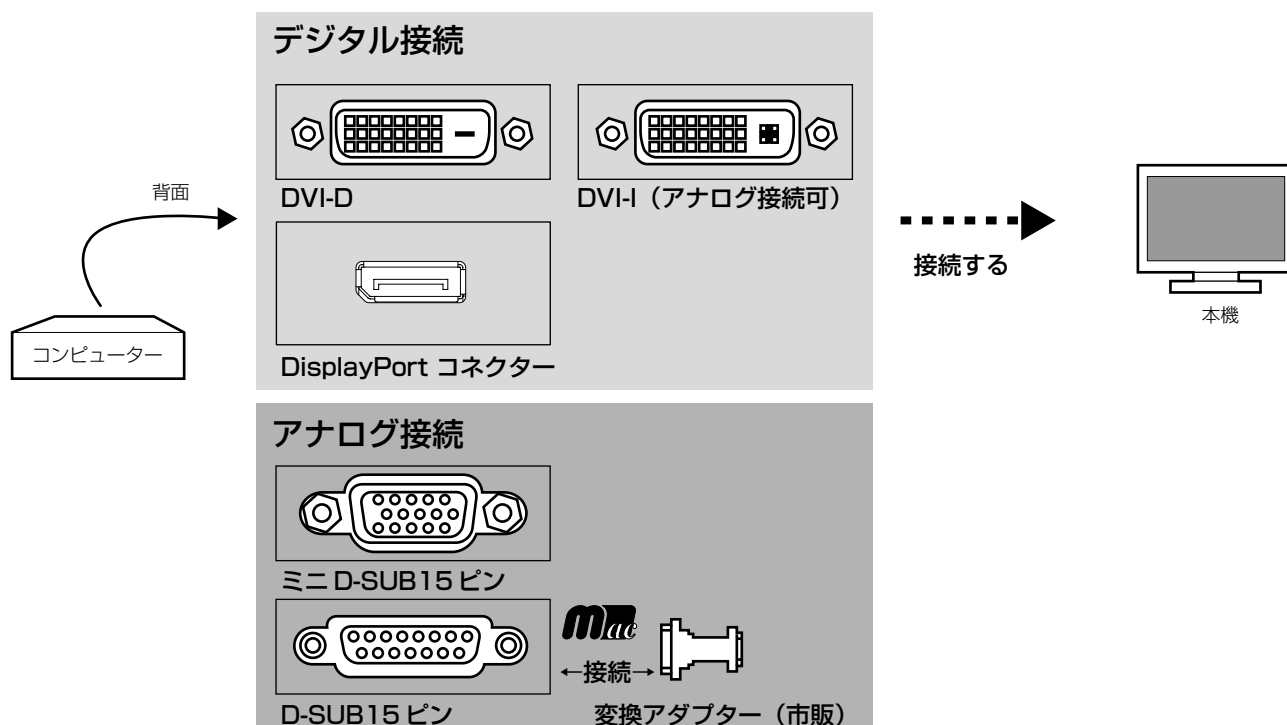 デジタル接続
DVI-D
DVI-I（アナログ接続可）
背面
コンピューター
DisplayPort コネクター
接続する
本機
アナログ接続
ミニ D-SUB15 ピン
mac
←接続→
D-SUB15 ピン
変換アダプター（市販）